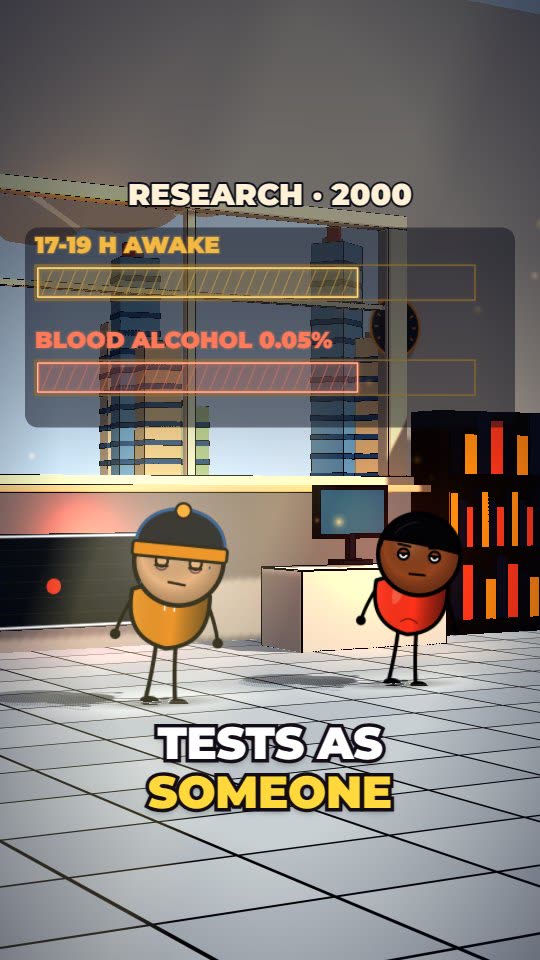 RESEARCH • 2000
17-19 H AWAKE
BLOOD ALCOHOL 0.05%
TESTS AS
SOMEONE